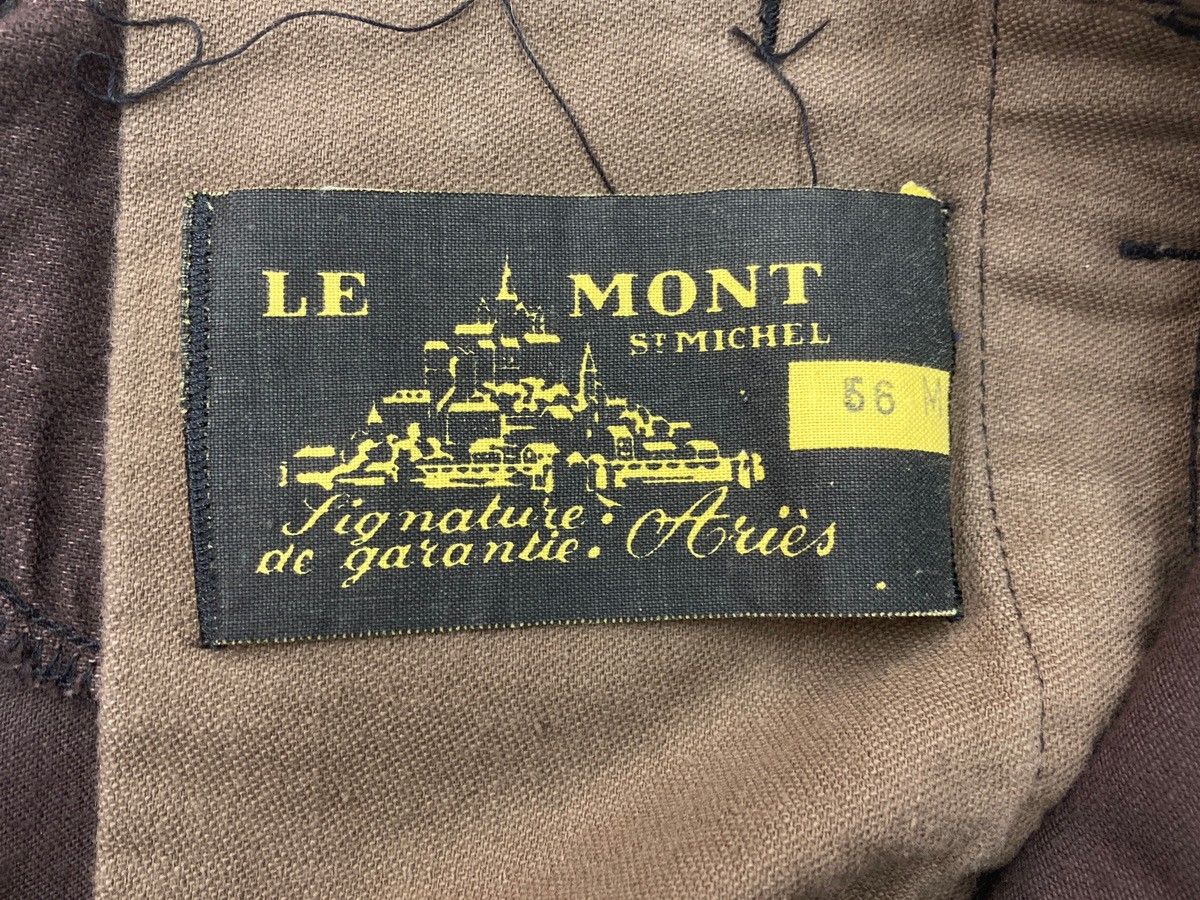 LE MONT
ST MICHEL
56 M
Signature :
de garantie. Ariès